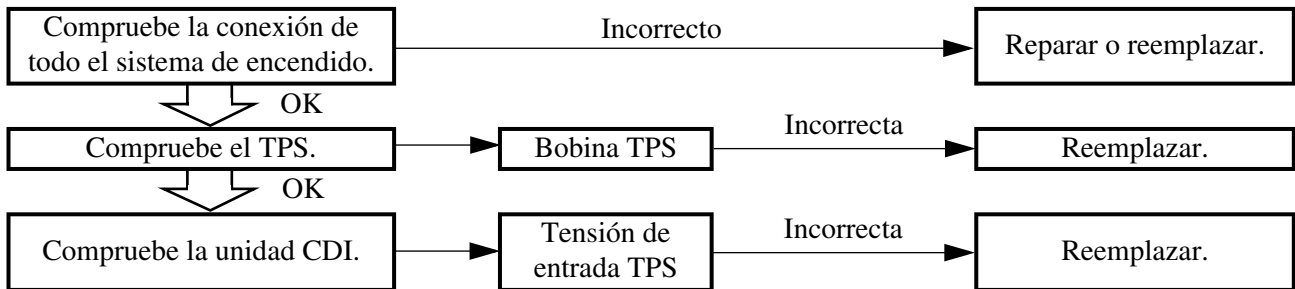 Compruebe la conexión de
todo el sistema de encendido.
Incorrecto
Reparar o reemplazar.
OK
Compruebe el TPS.
Bobina TPS
Incorrecta
Reemplazar.
OK
Compruebe la unidad CDI.
Tensión de
entrada TPS
Incorrecta
Reemplazar.